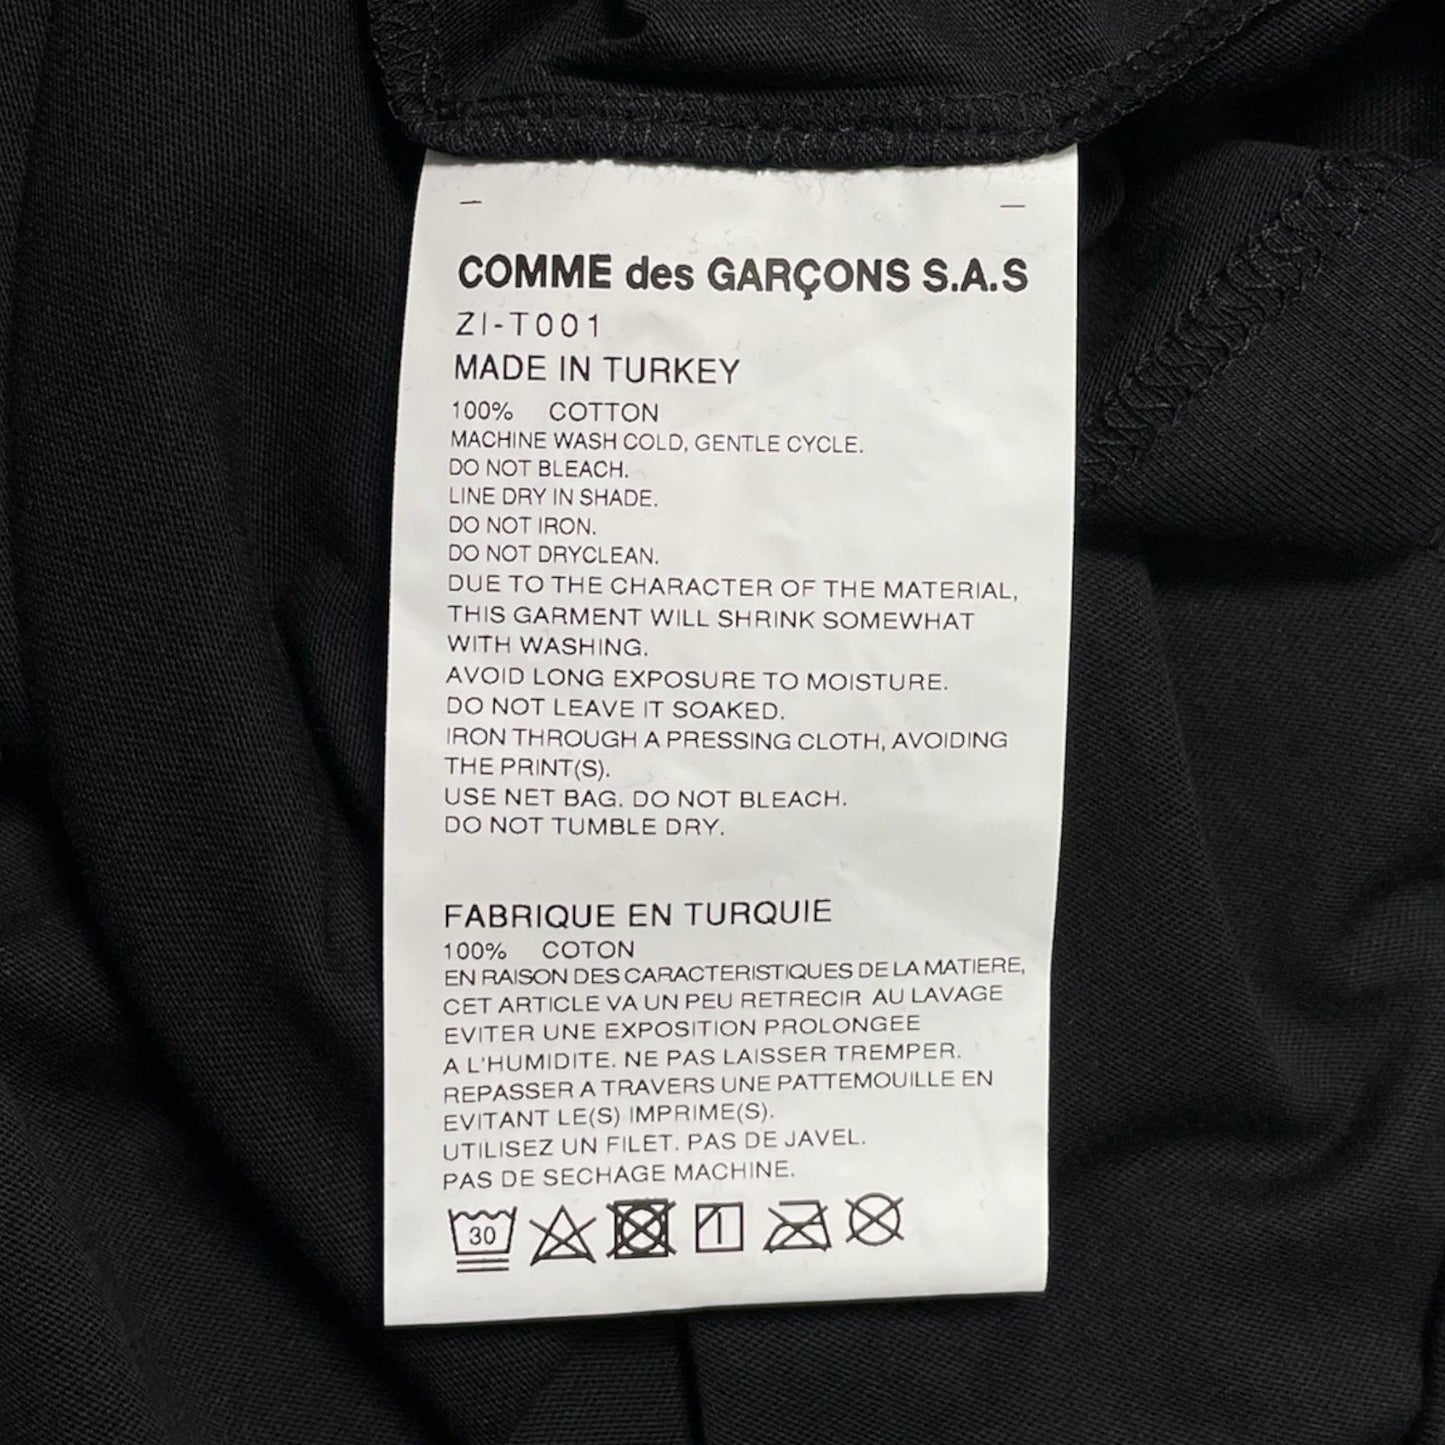 COMME des GARÇONS S.A.S
ZI-T001
MADE IN TURKEY
100% COTTON
MACHINE WASH COLD, GENTLE CYCLE.
DO NOT BLEACH.
LINE DRY IN SHADE.
DO NOT IRON.
DO NOT DRYCLEAN.
DUE TO THE CHARACTER OF THE MATERIAL,
THIS GARMENT WILL SHRINK SOMEWHAT
WITH WASHING.
AVOID LONG EXPOSURE TO MOISTURE.
DO NOT LEAVE IT SOAKED.
IRON THROUGH A PRESSING CLOTH, AVOIDING
THE PRINT(S).
USE NET BAG. DO NOT BLEACH.
DO NOT TUMBLE DRY.
FABRIQUE EN TURQUIE
100% COTON
EN RAISON DES CARACTERISTIQUES DE LA MATIERE,
CET ARTICLE VA UN PEU RETRECIR AU LAVAGE
EVITER UNE EXPOSITION PROLONGEE
A L'HUMIDITE. NE PAS LAISSER TREMPER.
REPASSER A TRAVERS UNE PATTEMOUILLE EN
EVITANT LE(S) IMPRIME(S).
UTILISEZ UN FILET. PAS DE JAVEL.
PAS DE SECHAGE MACHINE.
30